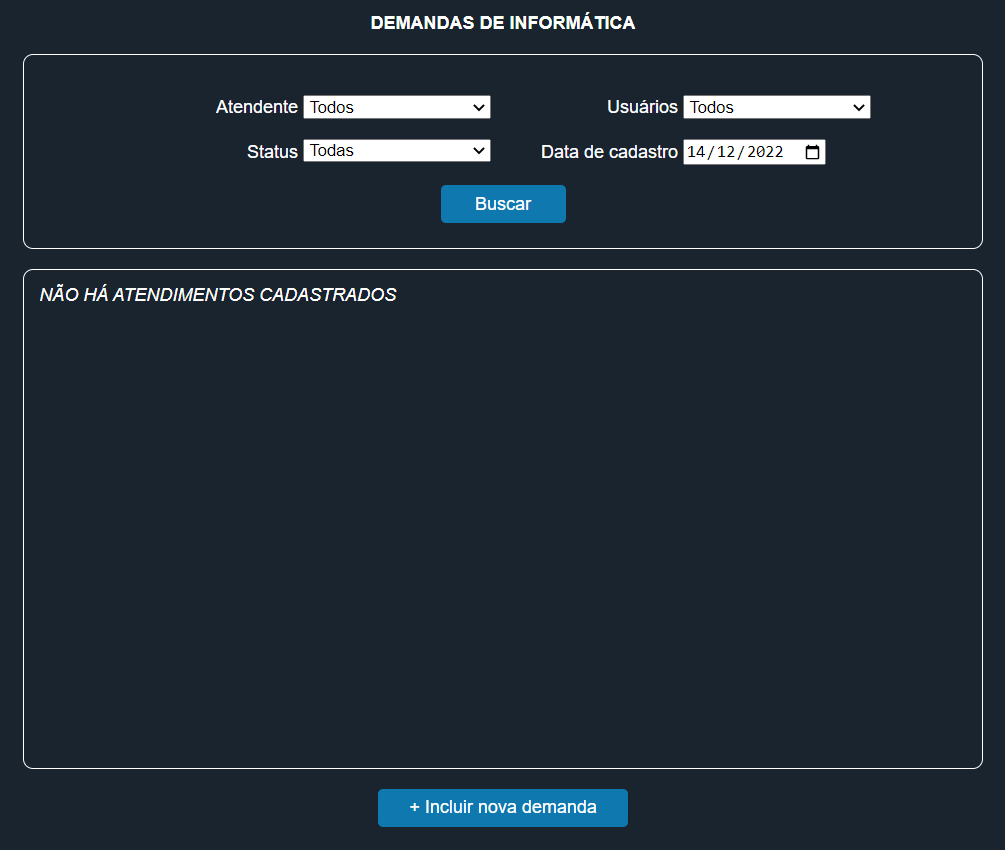 DEMANDAS DE INFORMÁTICA
Atendente Todos Usuários Todos
Status Todas Data de cadastro 14/12/2022
Buscar
NÃO HÁ ATENDIMENTOS CADASTRADOS
+ Incluir nova demanda